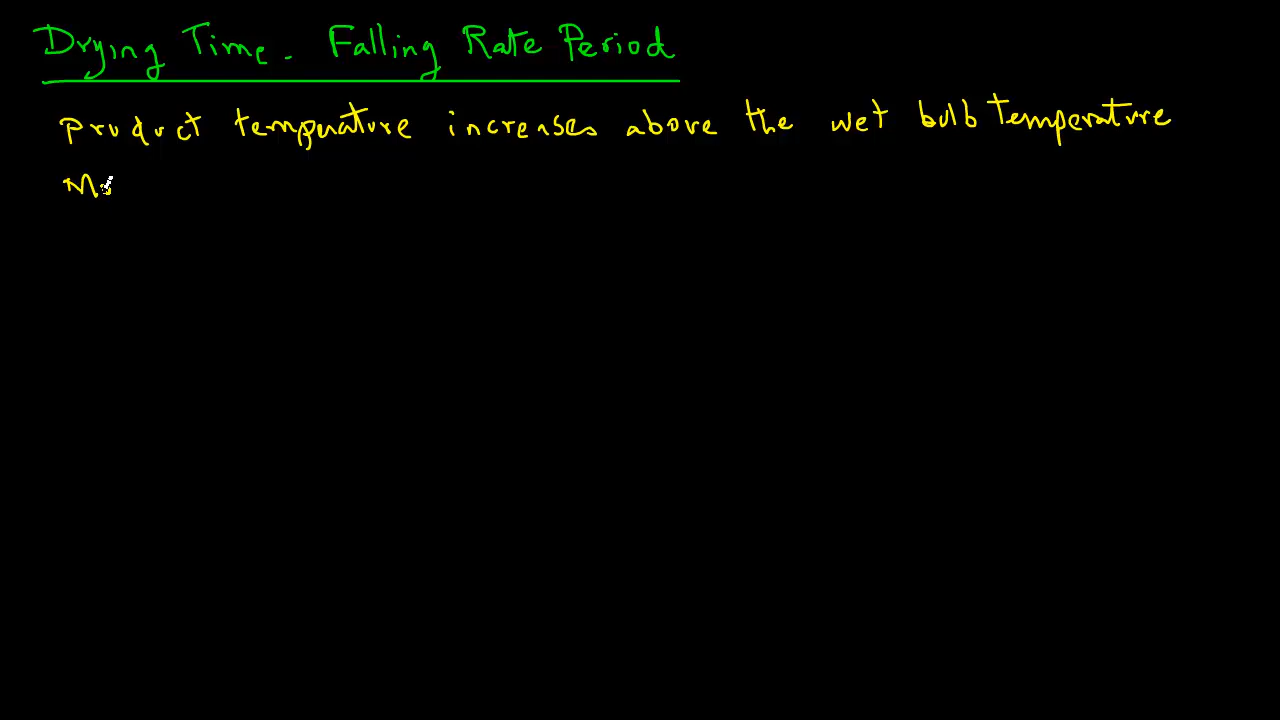 Drying Time - Falling Rate Period
Product temperature increases above the wet bulb temperature